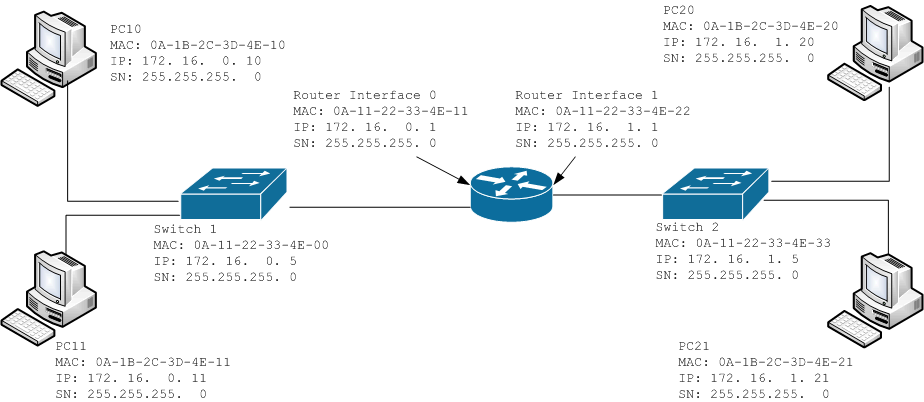 PC10
MAC: 0A-1B-2C-3D-4E-10
IP: 172. 16.  0. 10
SN: 255.255.255.  0
PC20
MAC: 0A-1B-2C-3D-4E-20
IP: 172. 16.  1. 20
SN: 255.255.255.  0
Router Interface 0
MAC: 0A-11-22-33-4E-11
IP: 172. 16.  0. 1
SN: 255.255.255. 0
Router Interface 1
MAC: 0A-11-22-33-4E-22
IP: 172. 16.  1. 1
SN: 255.255.255. 0
Switch 1
MAC: 0A-11-22-33-4E-00
IP: 172. 16.  0. 5
SN: 255.255.255. 0
Switch 2
MAC: 0A-11-22-33-4E-33
IP: 172. 16.  1. 5
SN: 255.255.255. 0
PC11
MAC: 0A-1B-2C-3D-4E-11
IP: 172. 16.  0. 11
SN: 255.255.255.  0
PC21
MAC: 0A-1B-2C-3D-4E-21
IP: 172. 16.  1. 21
SN: 255.255.255.  0